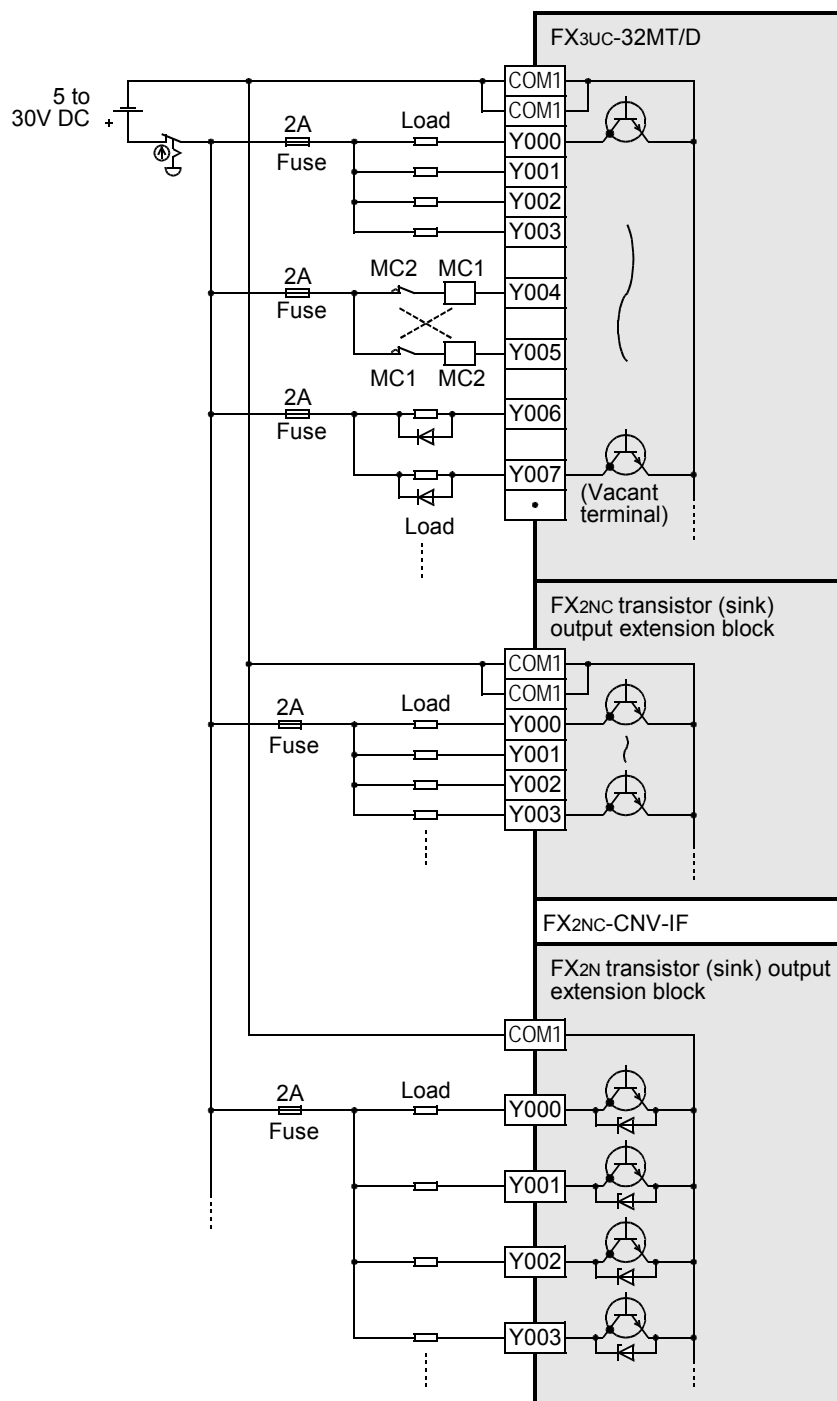 FX3UC-32MT/D
COM1
5 to
30V DC
+
COM1
2A
Load
Y000
Fuse
Y001
Y002
Y003
MC2
MC1
2A
Y004
Fuse
Y005
MC1
MC2
2A
Y006
Fuse
Y007
(Vacant
terminal)
•
Load
FX2NC transistor (sink)
output extension block
COM1
COM1
2A
Load
Y000
Fuse
Y001
Y002
Y003
FX2NC-CNV-IF
FX2N transistor (sink) output
extension block
COM1
2A
Load
Y000
Fuse
Y001
Y002
Y003